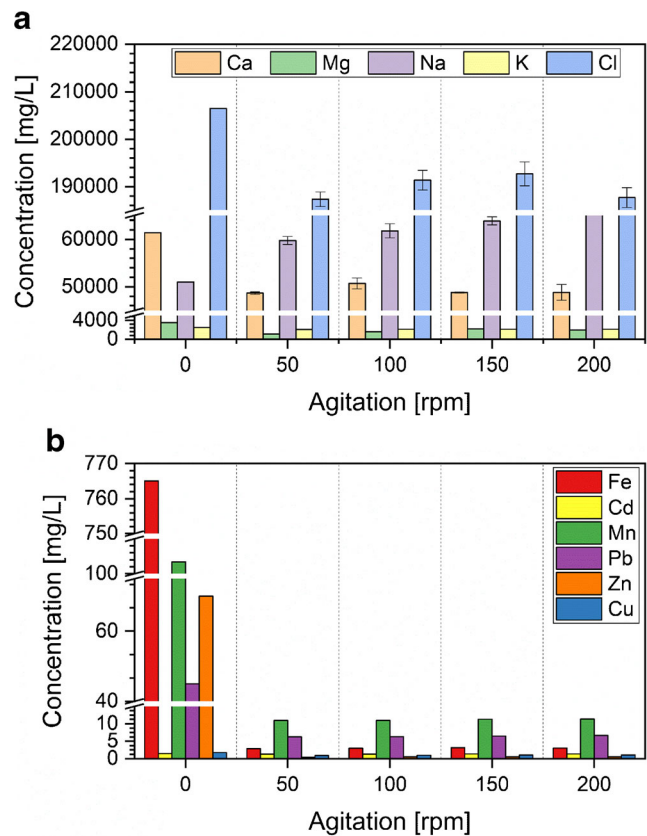 a
220000
210000
200000
190000
60000
50000
4000
0
Concentration [mg/L]
Ca Mg Na K Cl
0 50 100 150 200
Agitation [rpm]
b
770
760
750
100
60
40
10
5
0
Concentration [mg/L]
Fe
Cd
Mn
Pb
Zn
Cu
0 50 100 150 200
Agitation [rpm]